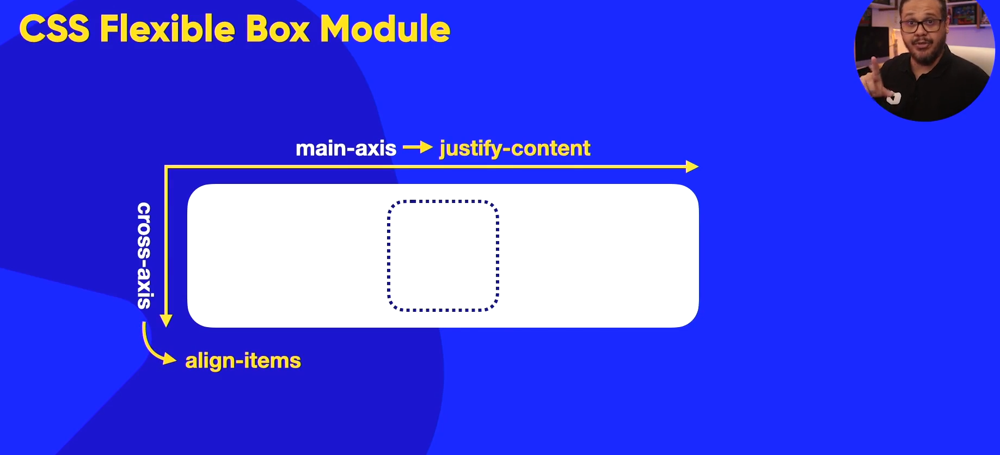 CSS Flexible Box Module
main-axis → justify-content
cross-axis
align-items